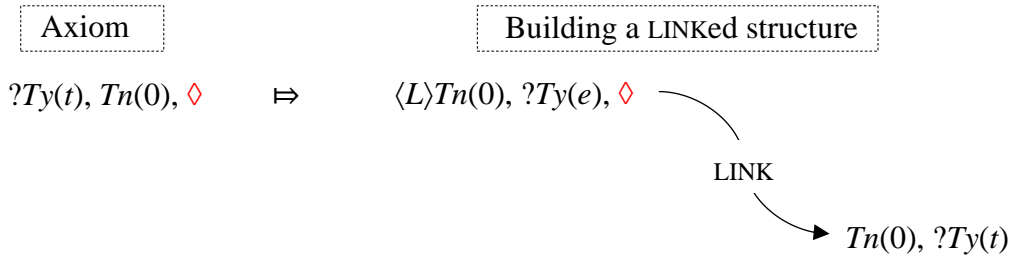 Axiom Building a LINKed structure
?Ty(t), Tn(0), ◊ ⤇ ⟨L⟩Tn(0), ?Ty(e), ◊
LINK
Tn(0), ?Ty(t)